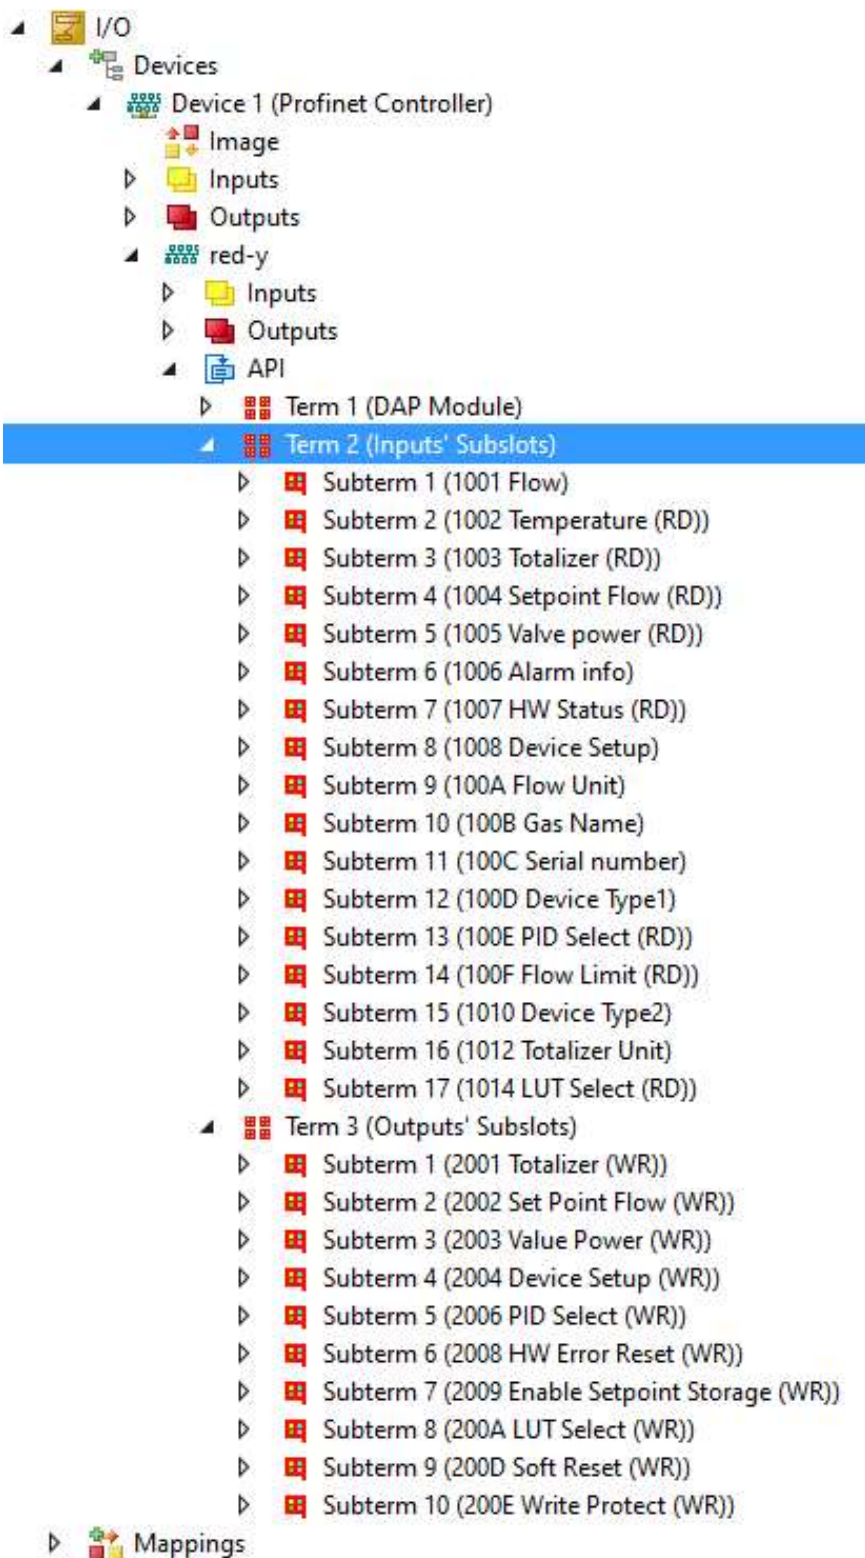 I/O
Devices
Device 1 (Profinet Controller)
Image
Inputs
Outputs
red-y
Inputs
Outputs
API
Term 1 (DAP Module)
Term 2 (Inputs' Subslots)
Subterm 1 (1001 Flow)
Subterm 2 (1002 Temperature (RD))
Subterm 3 (1003 Totalizer (RD))
Subterm 4 (1004 Setpoint Flow (RD))
Subterm 5 (1005 Valve power (RD))
Subterm 6 (1006 Alarm info)
Subterm 7 (1007 HW Status (RD))
Subterm 8 (1008 Device Setup)
Subterm 9 (100A Flow Unit)
Subterm 10 (100B Gas Name)
Subterm 11 (100C Serial number)
Subterm 12 (100D Device Type1)
Subterm 13 (100E PID Select (RD))
Subterm 14 (100F Flow Limit (RD))
Subterm 15 (1010 Device Type2)
Subterm 16 (1012 Totalizer Unit)
Subterm 17 (1014 LUT Select (RD))
Term 3 (Outputs' Subslots)
Subterm 1 (2001 Totalizer (WR))
Subterm 2 (2002 Set Point Flow (WR))
Subterm 3 (2003 Value Power (WR))
Subterm 4 (2004 Device Setup (WR))
Subterm 5 (2006 PID Select (WR))
Subterm 6 (2008 HW Error Reset (WR))
Subterm 7 (2009 Enable Setpoint Storage (WR))
Subterm 8 (200A LUT Select (WR))
Subterm 9 (200D Soft Reset (WR))
Subterm 10 (200E Write Protect (WR))
Mappings